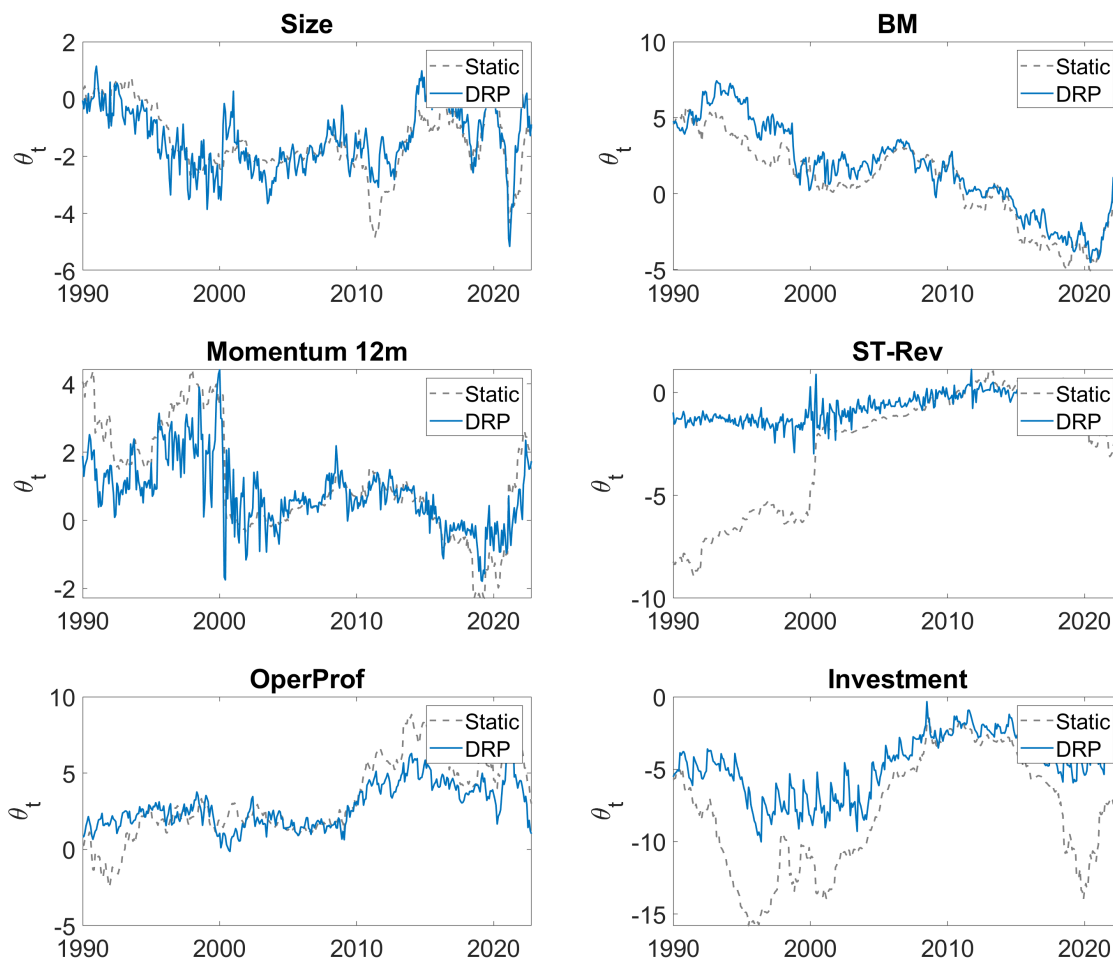 Size
2
0
-2
-4
-6
θt
Static
DRP
1990 2000 2010 2020
BM
10
5
0
-5
θt
Static
DRP
1990 2000 2010 2020
Momentum 12m
4
2
0
-2
θt
Static
DRP
1990 2000 2010 2020
ST-Rev
0
-5
-10
θt
Static
DRP
1990 2000 2010 2020
OperProf
10
5
0
-5
θt
Static
DRP
1990 2000 2010 2020
Investment
0
-5
-10
-15
θt
Static
DRP
1990 2000 2010 2020